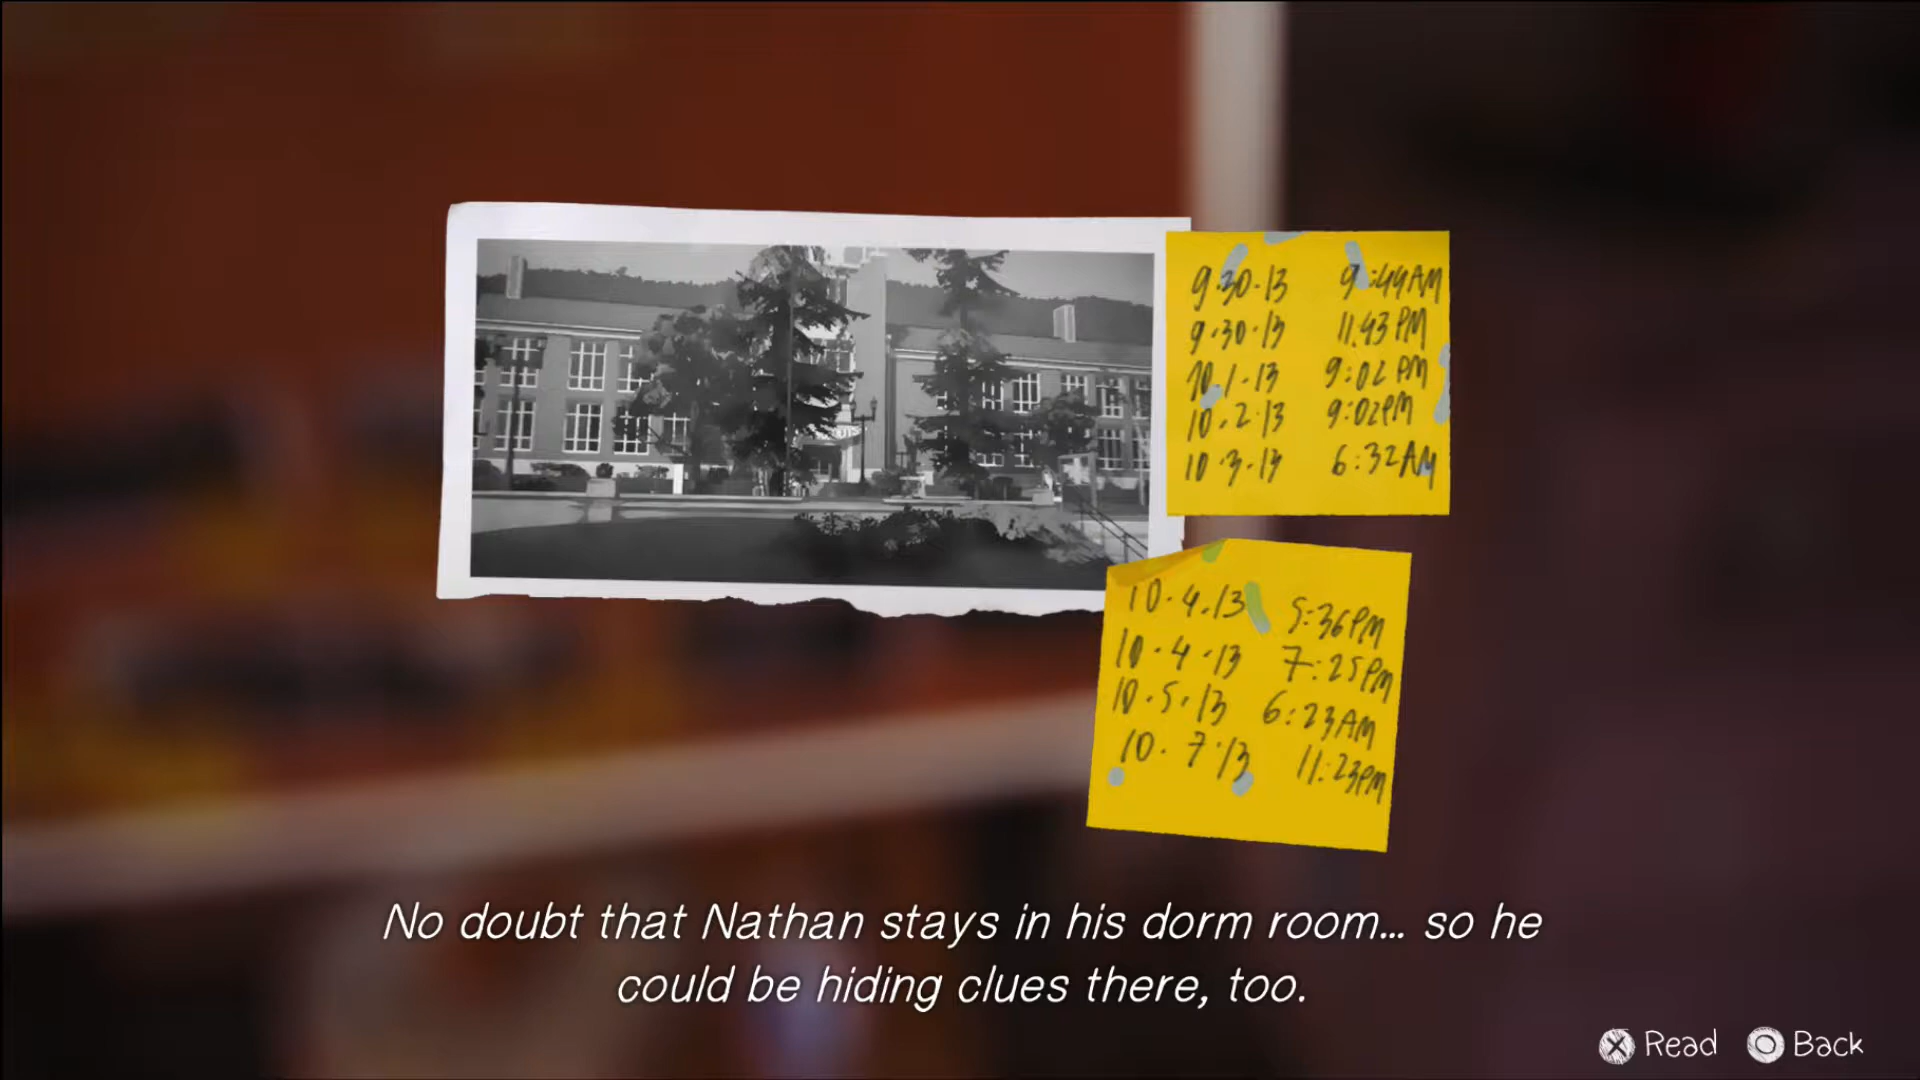 9.30.13 9:44AM
9.30.13 11.43PM
10.1.13 9:02PM
10.2.13 9:02PM
10.3.13 6:32AM
10.4.13 5:36PM
10.4.13 7:25PM
10.5.13 6:23AM
10.7.13 11:23PM
No doubt that Nathan stays in his dorm room... so he
could be hiding clues there, too.
X Read O Back